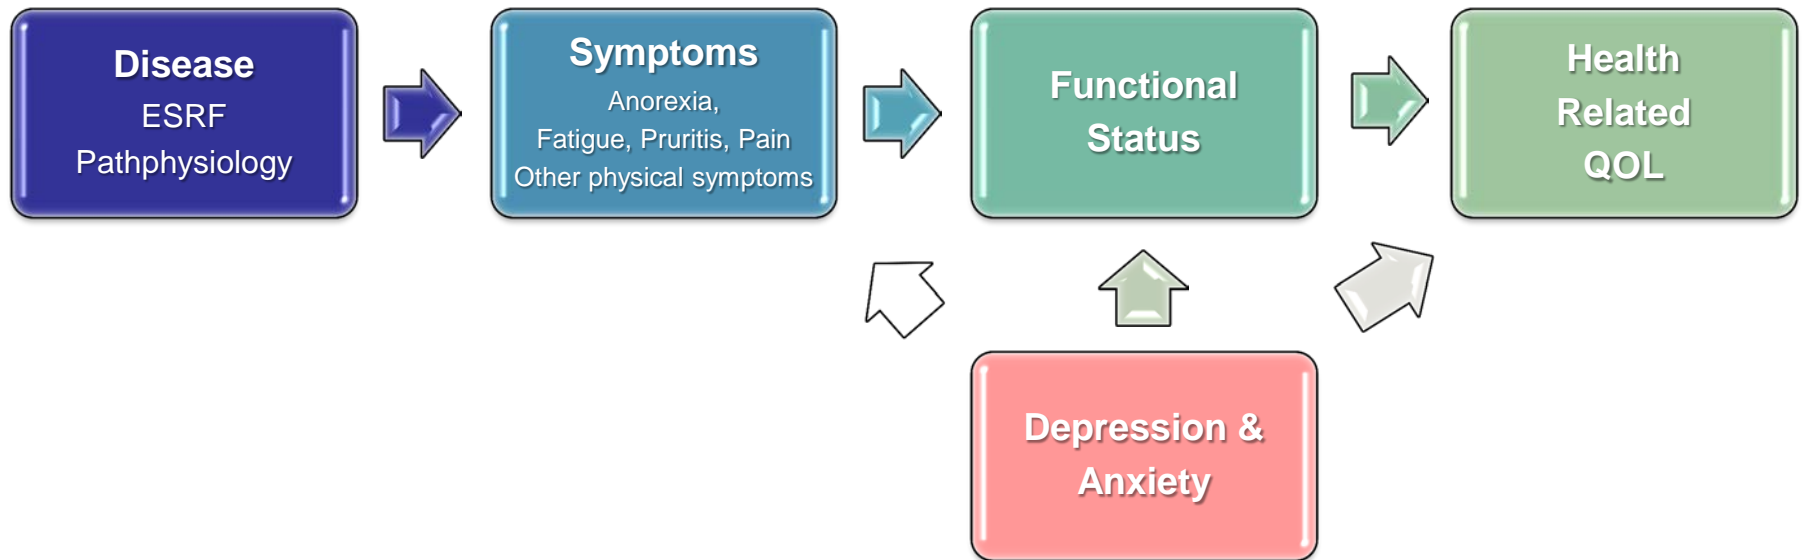 Disease
ESRF
Pathphysiology
Symptoms
Anorexia,
Fatigue, Pruritis, Pain
Other physical symptoms
Functional
Status
Health
Related
QOL
Depression &
Anxiety